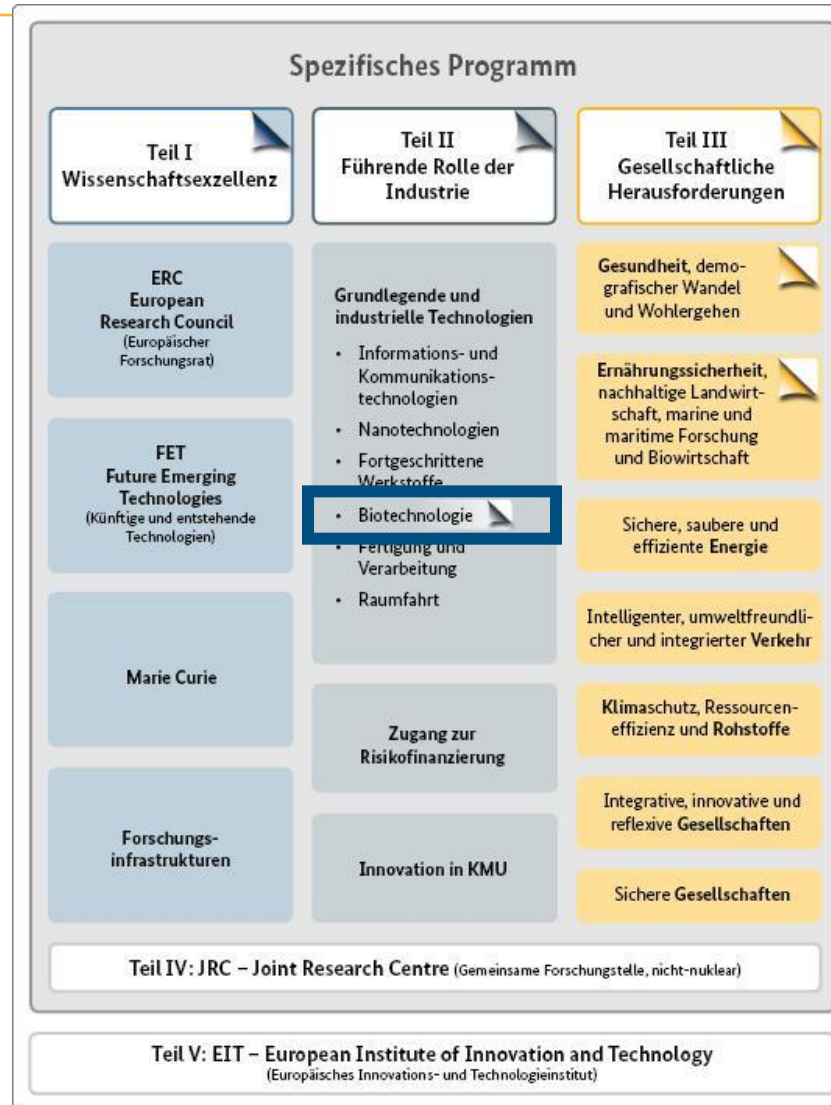 Spezifisches Programm
Teil I
Wissenschaftsexzellenz
ERC
European
Research Council
(Europäischer
Forschungsrat)
FET
Future Emerging
Technologies
(Künftige und entstehende
Technologien)
Marie Curie
Forschungs-
infrastrukturen
Teil II
Führende Rolle der
Industrie
Grundlegende und
industrielle Technologien
• Informations- und
Kommunikations-
technologien
• Nanotechnologien
• Fortgeschrittene
Werkstoffe
• Biotechnologie
• Fertigung und
Verarbeitung
• Raumfahrt
Zugang zur
Risikofinanzierung
Innovation in KMU
Teil III
Gesellschaftliche
Herausforderungen
Gesundheit, demo-
grafischer Wandel
und Wohlergehen
Ernährungssicherheit,
nachhaltige Landwirt-
schaft, marine und
maritime Forschung
und Biowirtschaft
Sichere, saubere und
effiziente Energie
Intelligenter, umweltfreundli-
cher und integrierter Verkehr
Klimaschutz, Ressourcen-
effizienz und Rohstoffe
Integrative, innovative und
reflexive Gesellschaften
Sichere Gesellschaften
Teil IV: JRC – Joint Research Centre (Gemeinsame Forschungstelle, nicht-nuklear)
Teil V: EIT – European Institute of Innovation and Technology
(Europäisches Innovations- und Technologieinstitut)